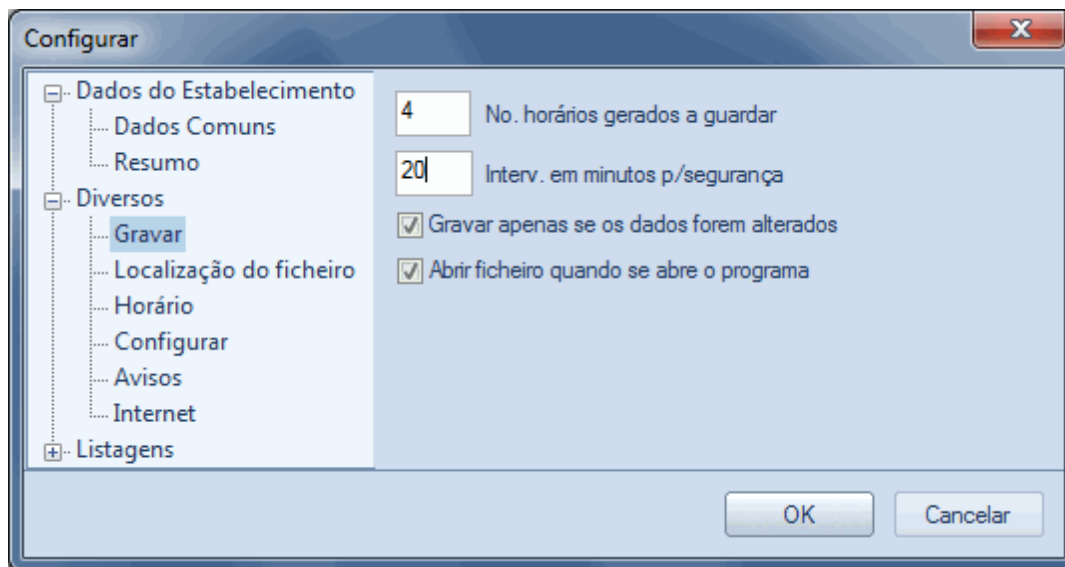 Configurar
Dados do Estabelecimento
Dados Comuns
Resumo
Diversos
Gravar
Localização do ficheiro
Horário
Configurar
Avisos
Internet
Listagens
4 No. horários gerados a guardar
20 Interv. em minutos p/segurança
Gravar apenas se os dados forem alterados
Abrir ficheiro quando se abre o programa
OK Cancelar